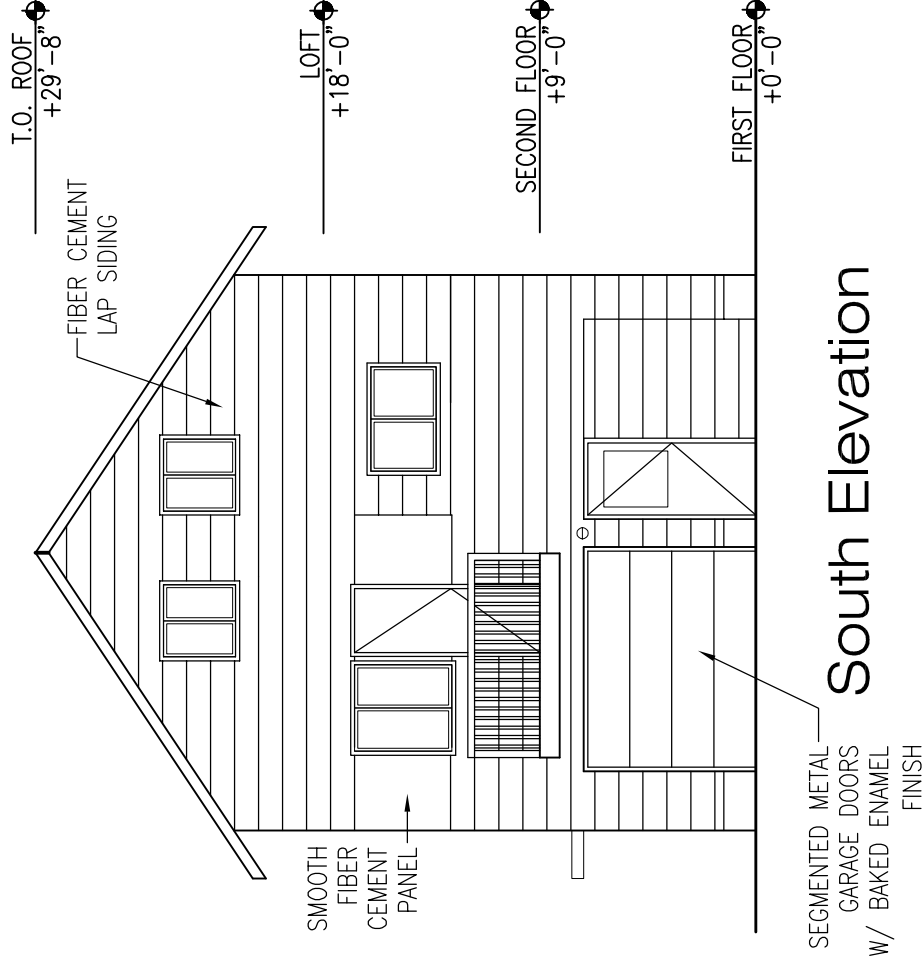 T.O. ROOF
+29'-8"
LOFT
+18'-0"
SECOND FLOOR
+9'-0"
FIRST FLOOR
+0'-0"
FIBER CEMENT
LAP SIDING
SMOOTH
FIBER
CEMENT
PANEL
SEGMENTED METAL
GARAGE DOORS
W/ BAKED ENAMEL
FINISH
South Elevation